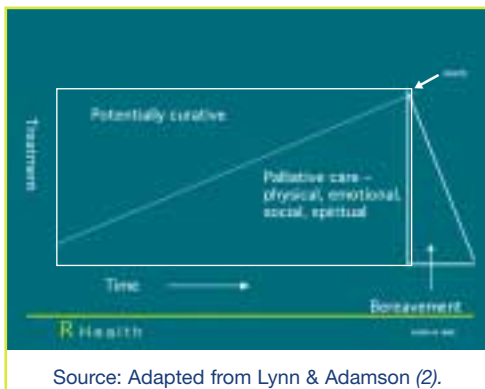 Potentially curative
Treatment
Palliative care –
physical, emotional,
social, spiritual
Time
Bereavement
R Health
Source: Adapted from Lynn & Adamson (2).